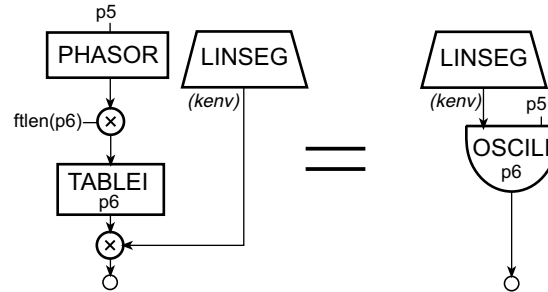 p5
PHASOR
LINSEG
(kenv)
ftlen(p6)
×
TABLEI
p6
×
=
LINSEG
(kenv)
p5
OSCILI
p6